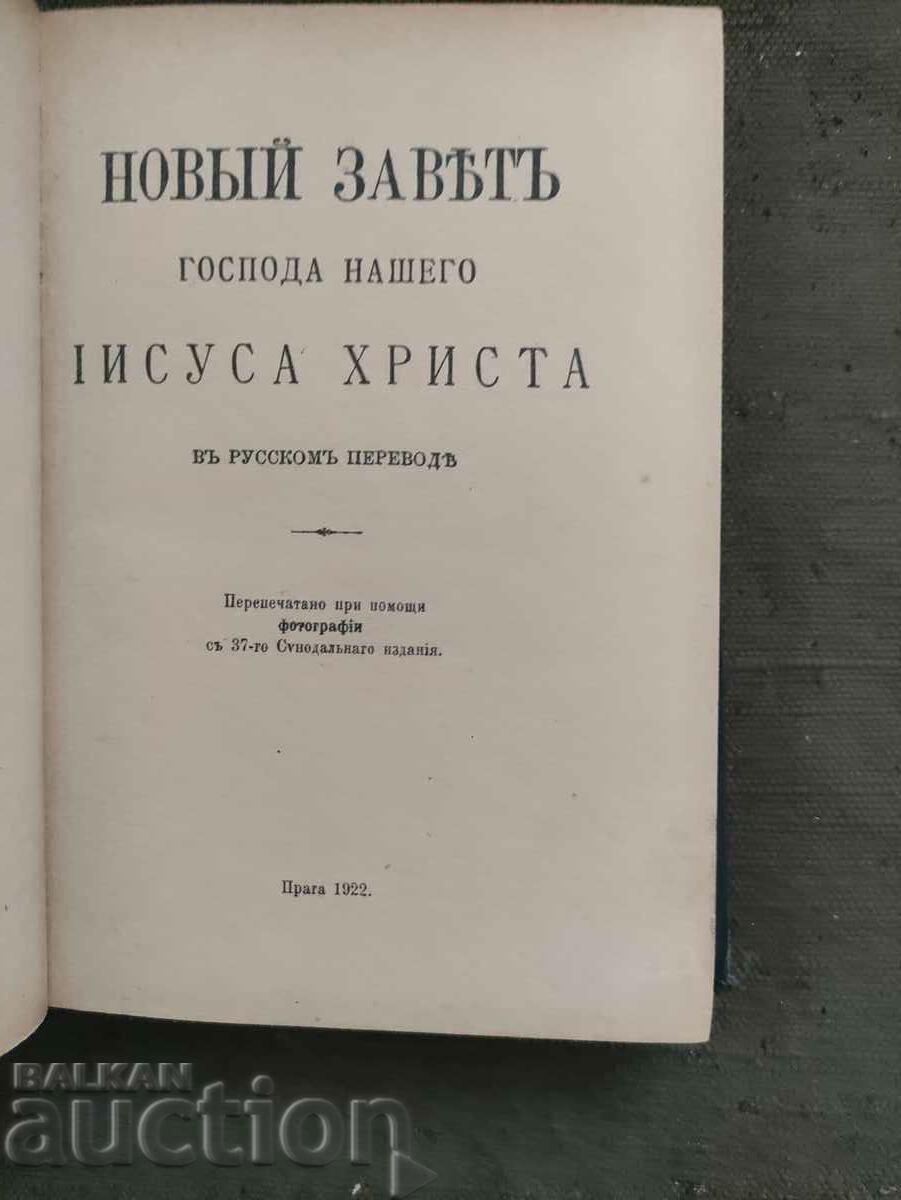 НОВЫЙ ЗАВѢТЪ
ГОСПОДА НАШЕГО
ІИСУСА ХРИСТА
ВЪ РУССКОМЪ ПЕРЕВОДѢ
Перепечатано при помощи
фотографіи
съ 37-го Сѵнодальнаго изданія.
Прага 1922.
BALKAN
auction